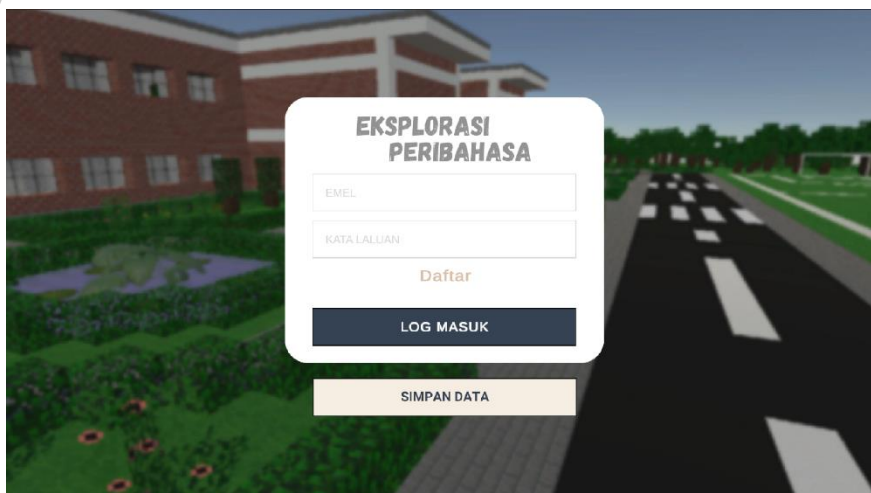 EKSPLORASI
PERIBAHASA
EMEL
KATA LALUAN
Daftar
LOG MASUK
SIMPAN DATA